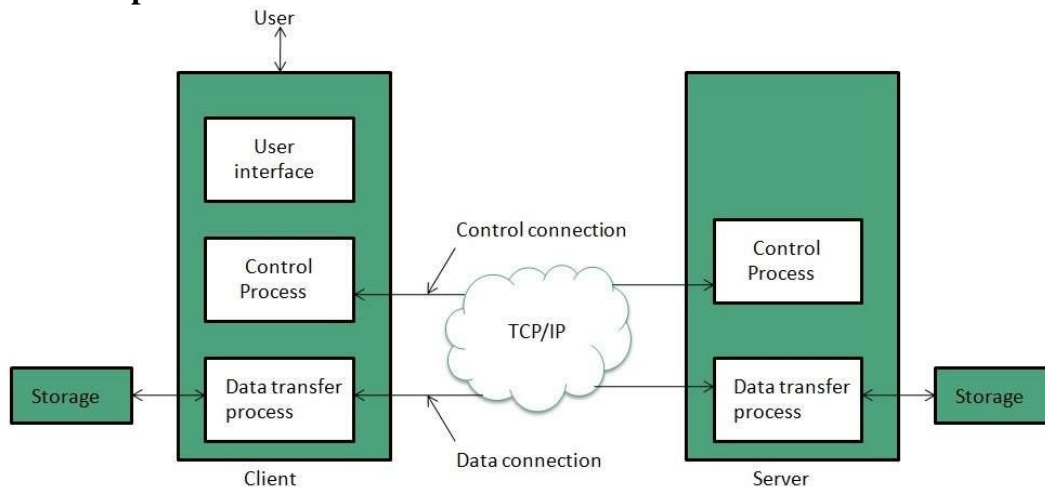 User
User
interface
Control connection
Control
Process
Control
Process
TCP/IP
Storage
Data transfer
process
Data transfer
process
Storage
Data connection
Client
Server